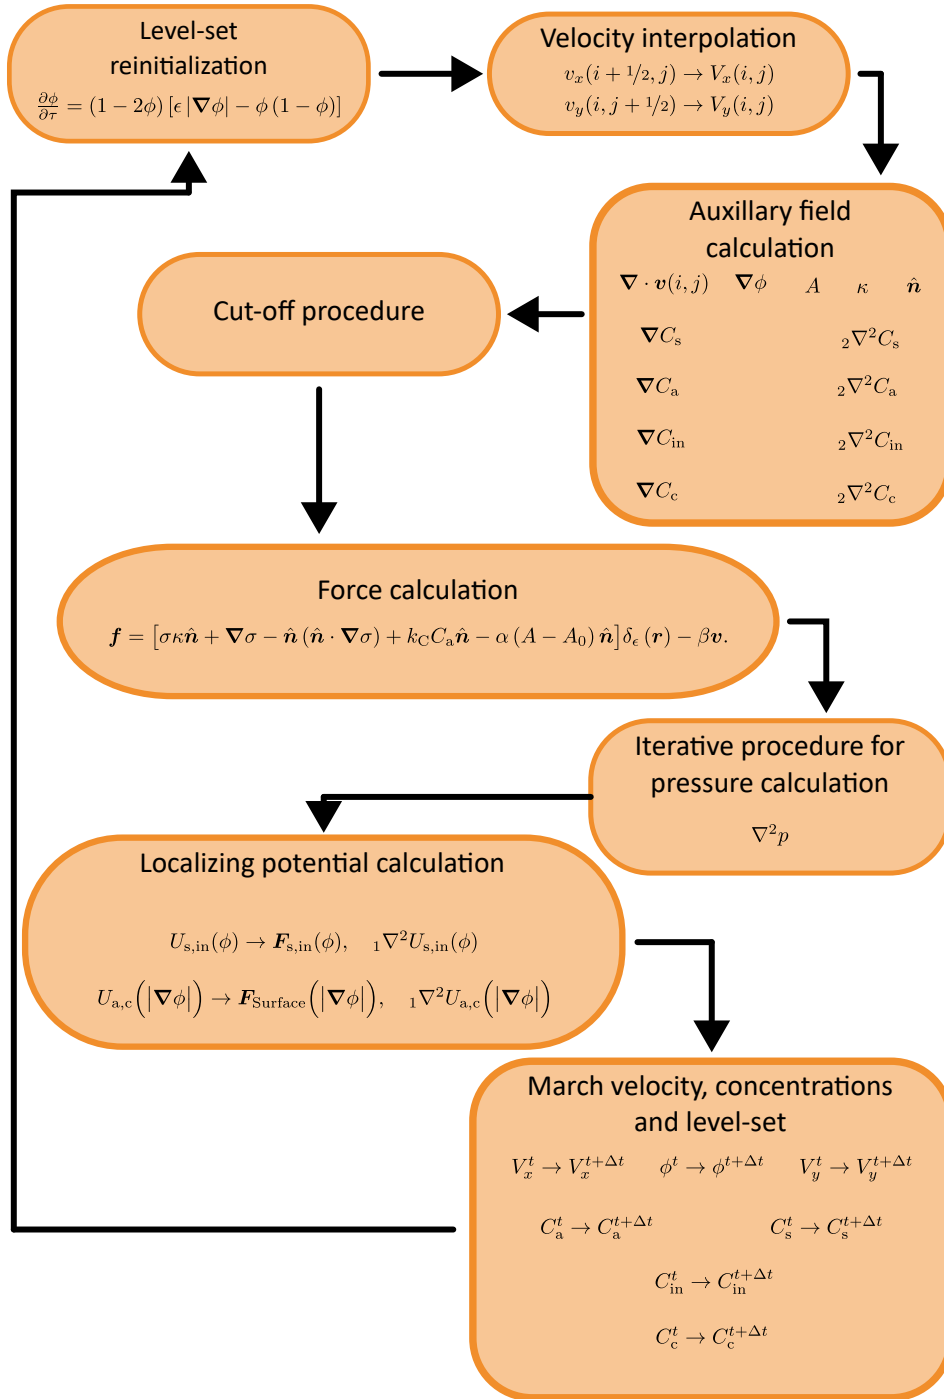 Level-set
reinitialization
∂ϕ/∂τ = (1 − 2ϕ) [ϵ |∇ϕ| − ϕ (1 − ϕ)]
Velocity interpolation
v_x(i + 1/2, j) → V_x(i, j)
v_y(i, j + 1/2) → V_y(i, j)
Auxillary field
calculation
∇ · v(i, j) ∇ϕ A κ n̂
∇C_s ₂∇²C_s
∇C_a ₂∇²C_a
∇C_in ₂∇²C_in
∇C_c ₂∇²C_c
Cut-off procedure
Force calculation
f = [σκn̂ + ∇σ − n̂ (n̂ · ∇σ) + k_C C_a n̂ − α (A − A_0) n̂] δ_ϵ (r) − βv.
Iterative procedure for
pressure calculation
∇²p
Localizing potential calculation
U_s,in(ϕ) → F_s,in(ϕ), ₁∇²U_s,in(ϕ)
U_a,c(|∇ϕ|) → F_Surface(|∇ϕ|), ₁∇²U_a,c(|∇ϕ|)
March velocity, concentrations
and level-set
V_x^t → V_x^{t+Δt} ϕ^t → ϕ^{t+Δt} V_y^t → V_y^{t+Δt}
C_a^t → C_a^{t+Δt} C_s^t → C_s^{t+Δt}
C_in^t → C_in^{t+Δt}
C_c^t → C_c^{t+Δt}